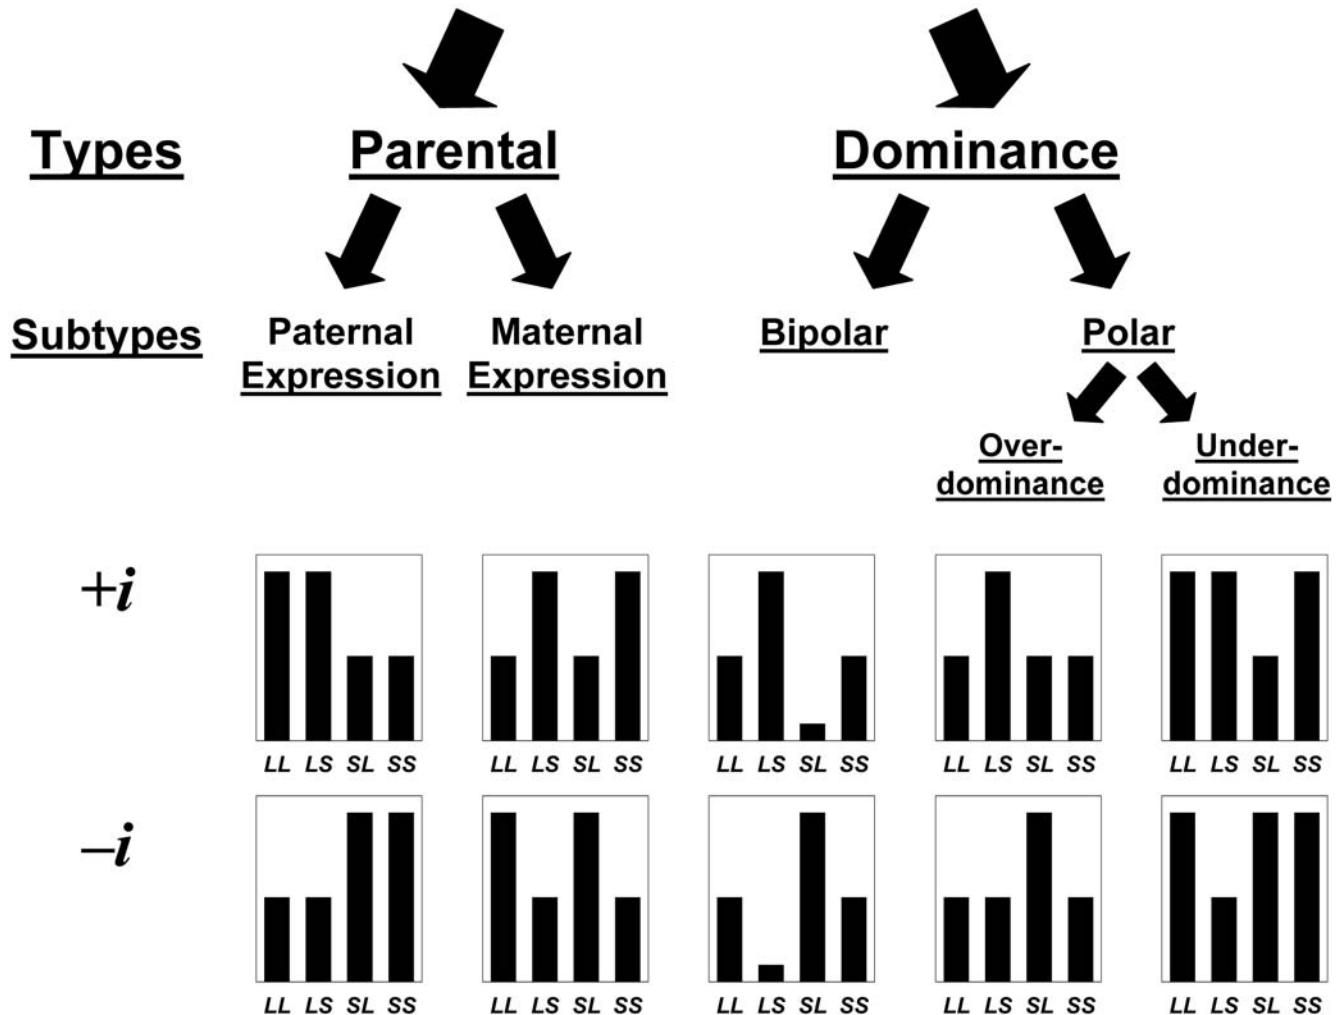 Types Parental Dominance
Subtypes Paternal Expression Maternal Expression Bipolar Polar
Over-dominance Under-dominance
+i
LL LS SL SS LL LS SL SS LL LS SL SS LL LS SL SS LL LS SL SS
–i
LL LS SL SS LL LS SL SS LL LS SL SS LL LS SL SS LL LS SL SS